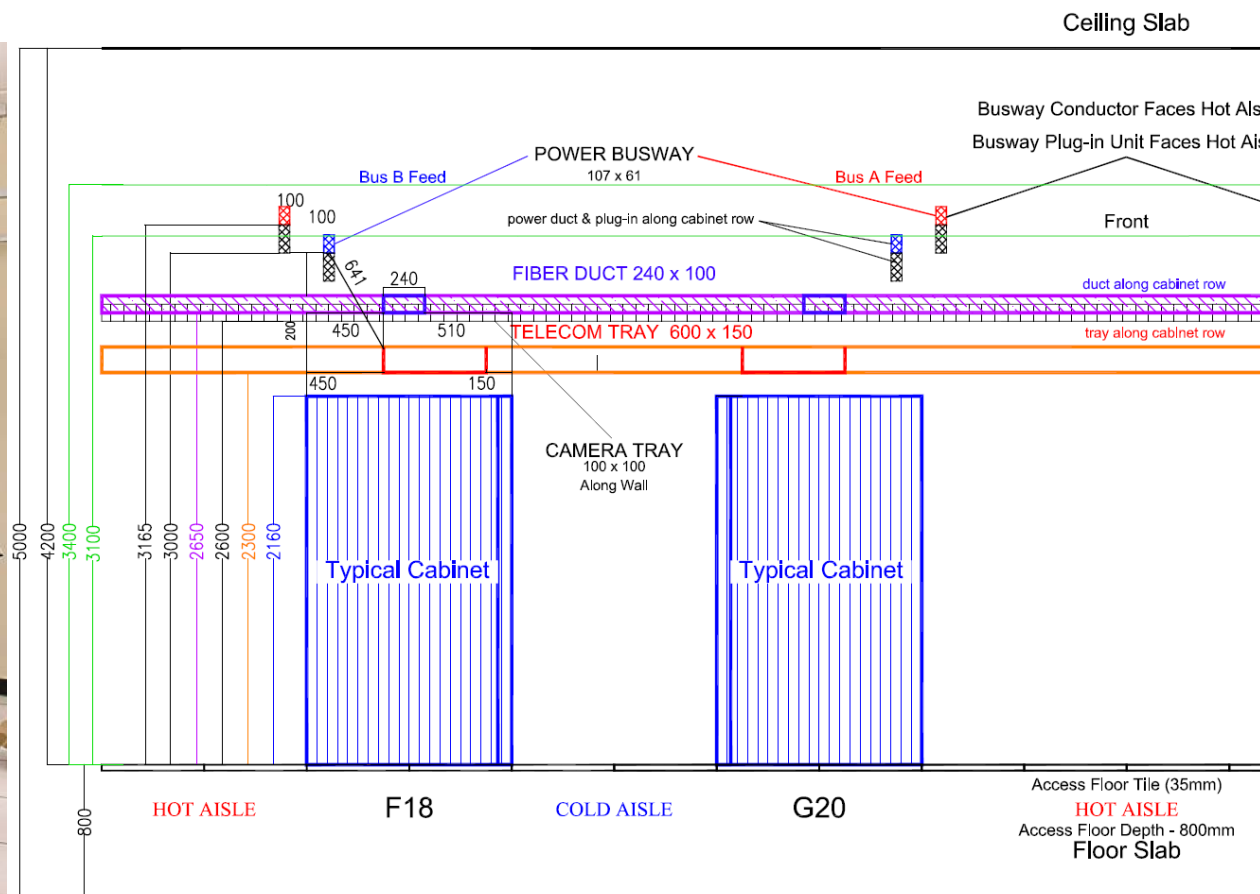 Ceiling Slab
Busway Conductor Faces Hot Ais
Busway Plug-in Unit Faces Hot Ais
POWER BUSWAY
107 x 61
Bus B Feed
Bus A Feed
100
100
power duct & plug-in along cabinet row
Front
641
240
FIBER DUCT 240 x 100
duct along cabinet row
200
450
510
TELECOM TRAY 600 x 150
tray along cabinet row
450
150
CAMERA TRAY
100 x 100
Along Wall
5000
4200
3400
3100
3165
3000
2650
2600
2300
2160
Typical Cabinet
Typical Cabinet
800
HOT AISLE
F18
COLD AISLE
G20
Access Floor Tile (35mm)
HOT AISLE
Access Floor Depth - 800mm
Floor Slab